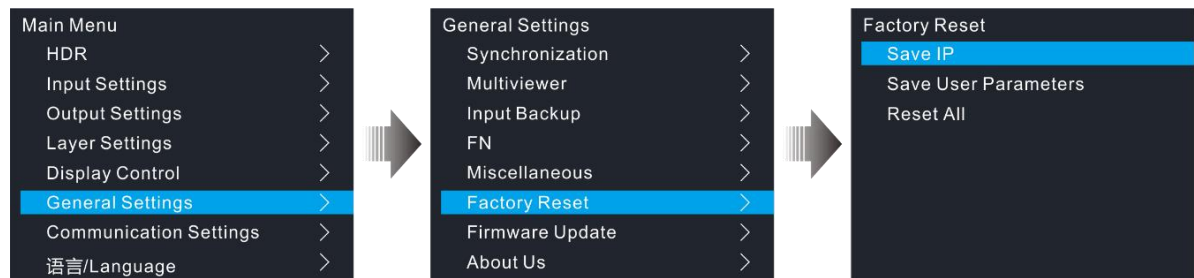 Main Menu
HDR
Input Settings
Output Settings
Layer Settings
Display Control
General Settings
Communication Settings
语言/Language
General Settings
Synchronization
Multiviewer
Input Backup
FN
Miscellaneous
Factory Reset
Firmware Update
About Us
Factory Reset
Save IP
Save User Parameters
Reset All